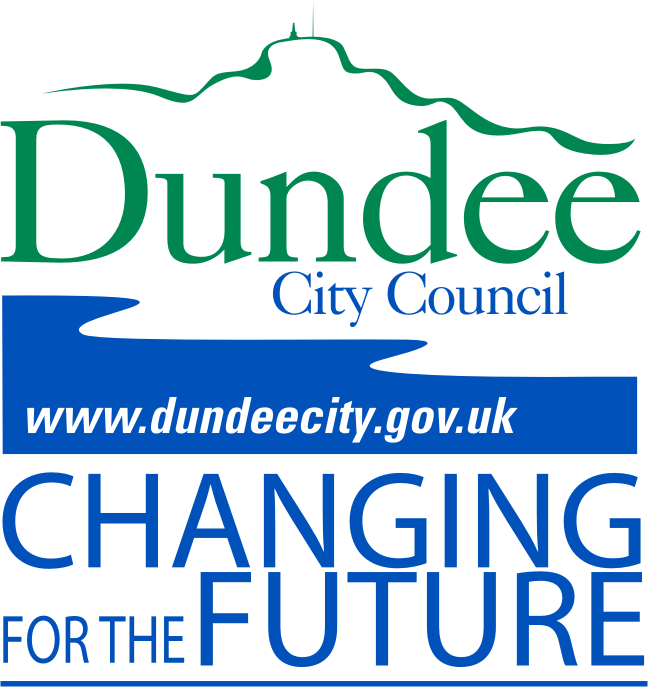 Dundee
City Council
www.dundeecity.gov.uk
CHANGING
FOR THE FUTURE